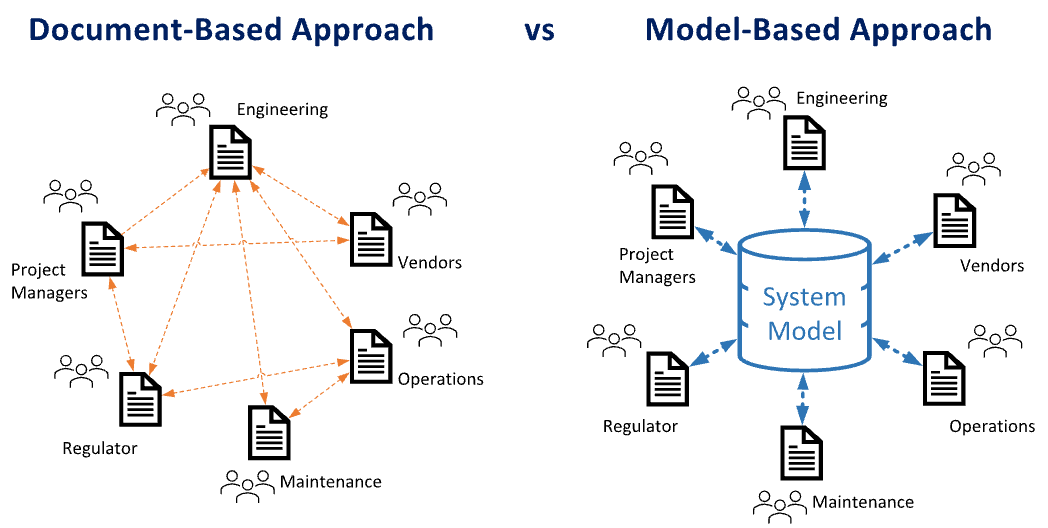 Document-Based Approach vs Model-Based Approach
Engineering
Vendors
Project
Managers
Operations
Regulator
Maintenance
Engineering
Project
Managers
Vendors
System
Model
Regulator
Operations
Maintenance